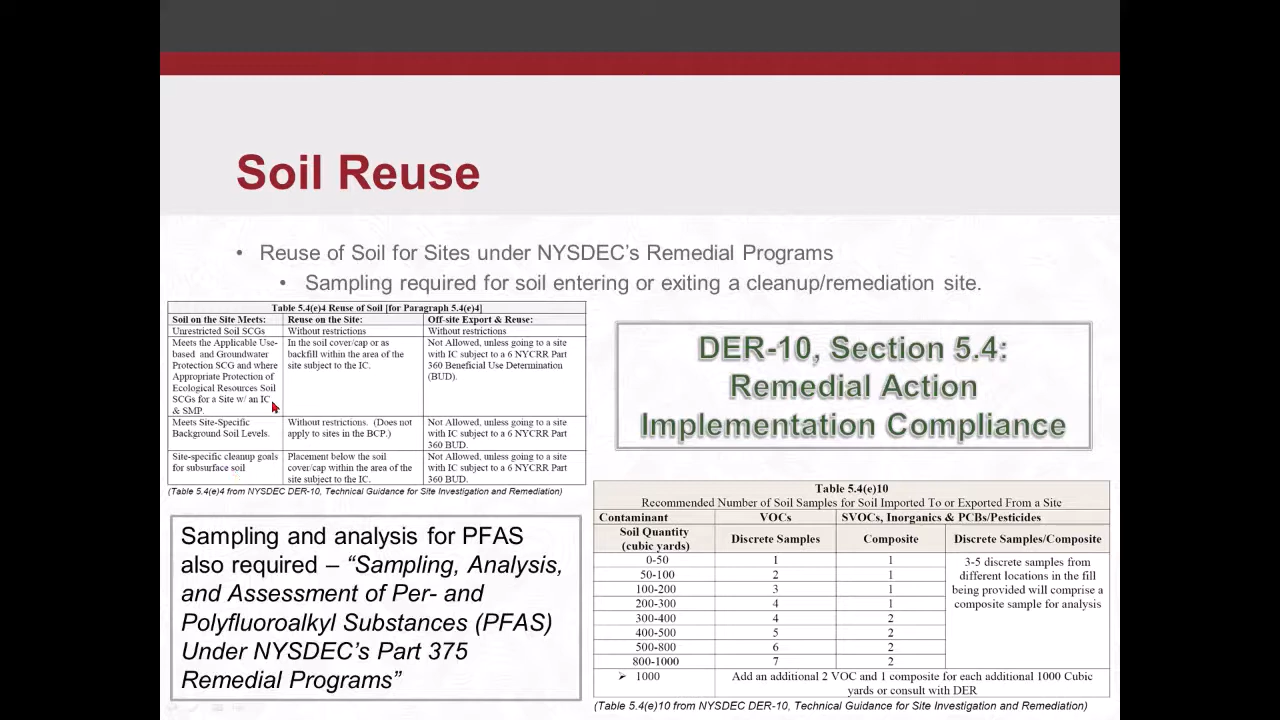 Soil Reuse
• Reuse of Soil for Sites under NYSDEC's Remedial Programs
• Sampling required for soil entering or exiting a cleanup/remediation site.
Table 5.4(e)4 Reuse of Soil [for Paragraph 5.4(e)4]
Soil on the Site Meets: Reuse on the Site: Off-site Export & Reuse:
Unrestricted Soil SCGs Without restrictions Without restrictions
Meets the Applicable Use- In the soil cover/cap or as Not Allowed, unless going to a site
based and Groundwater backfill within the area of the with IC subject to a 6 NYCRR Part
Protection SCG and where site subject to the IC. 360 Beneficial Use Determination
Appropriate Protection of (BUD).
Ecological Resources Soil
SCGs for a Site w/ an IC
& SMP.
Meets Site-Specific Without restrictions. (Does not Not Allowed, unless going to a site
Background Soil Levels. apply to sites in the BCP.) with IC subject to a 6 NYCRR Part
360 BUD.
Site-specific cleanup goals Placement below the soil Not Allowed, unless going to a site
for subsurface soil cover/cap within the area of the with IC subject to a 6 NYCRR Part
site subject to the IC. 360 BUD.
(Table 5.4(e)4 from NYSDEC DER-10, Technical Guidance for Site Investigation and Remediation)
DER-10, Section 5.4:
Remedial Action
Implementation Compliance
Sampling and analysis for PFAS
also required – “Sampling, Analysis,
and Assessment of Per- and
Polyfluoroalkyl Substances (PFAS)
Under NYSDEC's Part 375
Remedial Programs”
Table 5.4(e)10
Recommended Number of Soil Samples for Soil Imported To or Exported From a Site
Contaminant VOCs SVOCs, Inorganics & PCBs/Pesticides
Soil Quantity
(cubic yards) Discrete Samples Composite Discrete Samples/Composite
0-50 1 1 3-5 discrete samples from
50-100 2 1 different locations in the fill
100-200 3 1 being provided will comprise a
200-300 4 1 composite sample for analysis
300-400 4 2
400-500 5 2
500-800 6 2
800-1000 7 2
➢ 1000 Add an additional 2 VOC and 1 composite for each additional 1000 Cubic
yards or consult with DER
(Table 5.4(e)10 from NYSDEC DER-10, Technical Guidance for Site Investigation and Remediation)